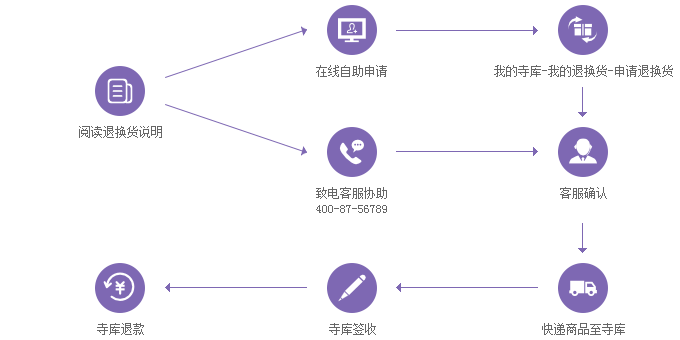 在线自助申请
我的寺库-我的退换货-申请退换货
阅读退换货说明
致电客服协助
400-87-56789
客服确认
寺库退款
寺库签收
快递商品至寺库